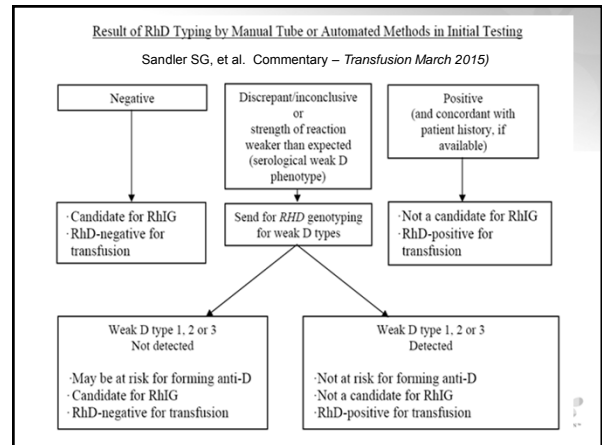 Result of RhD Typing by Manual Tube or Automated Methods in Initial Testing
Sandler SG, et al. Commentary – Transfusion March 2015)
Negative
Discrepant/inconclusive
or
strength of reaction
weaker than expected
(serological weak D
phenotype)
Positive
(and concordant with
patient history, if
available)
·Candidate for RhIG
·RhD-negative for
transfusion
Send for RHD genotyping
for weak D types
·Not a candidate for RhIG
·RhD-positive for
transfusion
Weak D type 1, 2 or 3
Not detected
·May be at risk for forming anti-D
·Candidate for RhIG
·RhD-negative for transfusion
Weak D type 1, 2 or 3
Detected
·Not at risk for forming anti-D
·Not a candidate for RhIG
·RhD-positive for transfusion